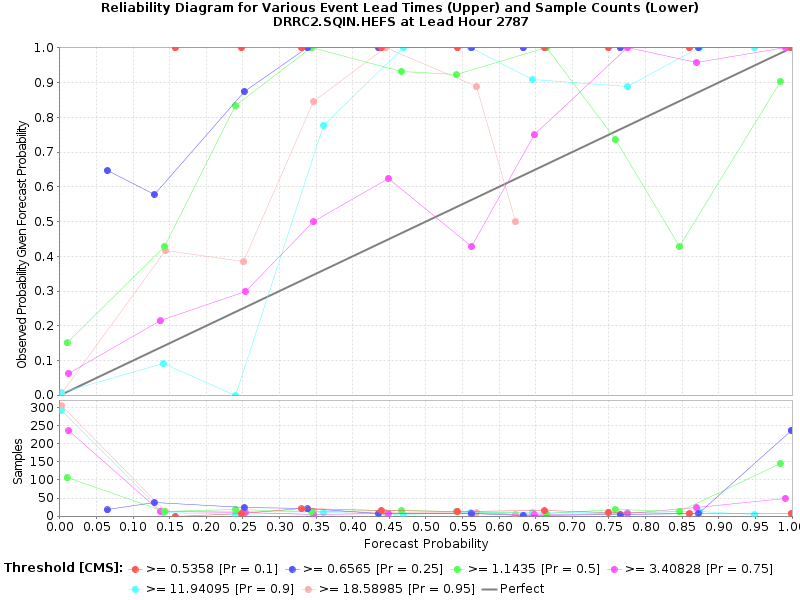 Reliability Diagram for Various Event Lead Times (Upper) and Sample Counts (Lower)
DRRC2.SQIN.HEFS at Lead Hour 2787
Observed Probability Given Forecast Probability
1.0
0.9
0.8
0.7
0.6
0.5
0.4
0.3
0.2
0.1
0.0
Samples
300
250
200
150
100
50
0
0.00 0.05 0.10 0.15 0.20 0.25 0.30 0.35 0.40 0.45 0.50 0.55 0.60 0.65 0.70 0.75 0.80 0.85 0.90 0.95 1.00
Forecast Probability
Threshold [CMS]: >= 0.5358 [Pr = 0.1] >= 0.6565 [Pr = 0.25] >= 1.1435 [Pr = 0.5] >= 3.40828 [Pr = 0.75]
>= 11.94095 [Pr = 0.9] >= 18.58985 [Pr = 0.95] Perfect